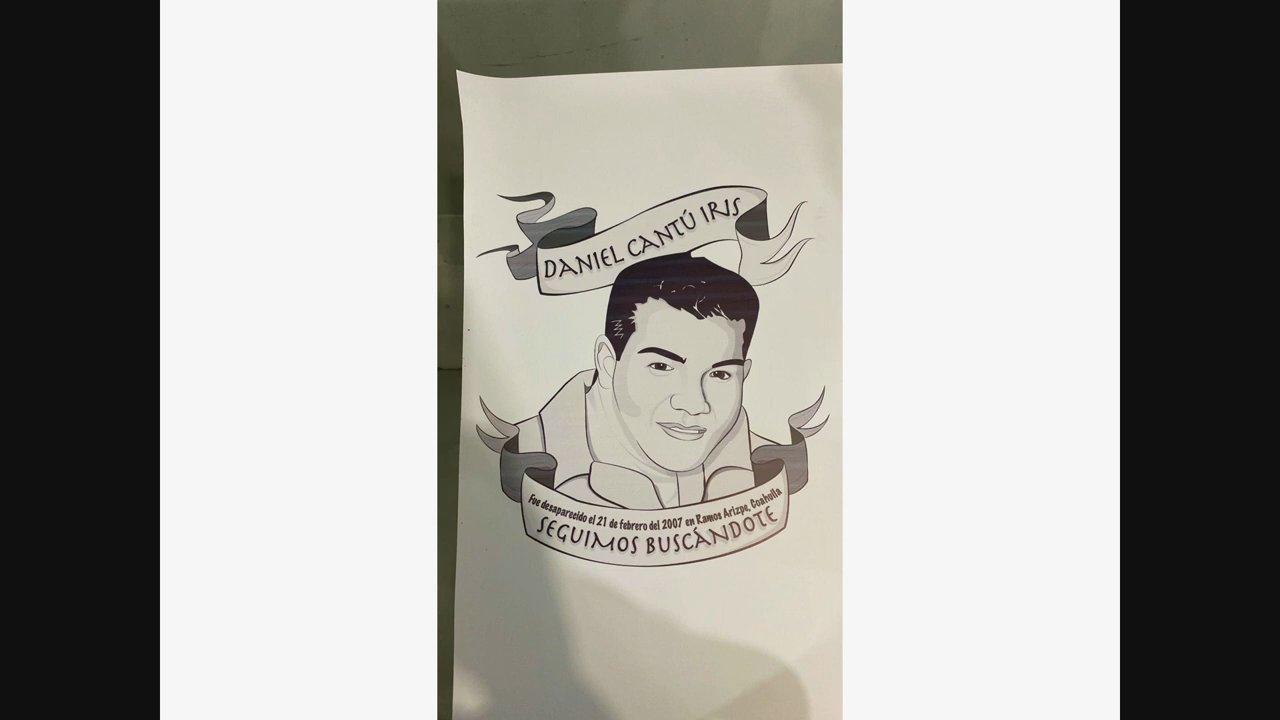 DANIEL CANTÚ IRIS
Fue desaparecido el 21 de febrero del 2007 en Ramos Arizpe, Coahuila
SEGUIMOS BUSCÁNDOTE